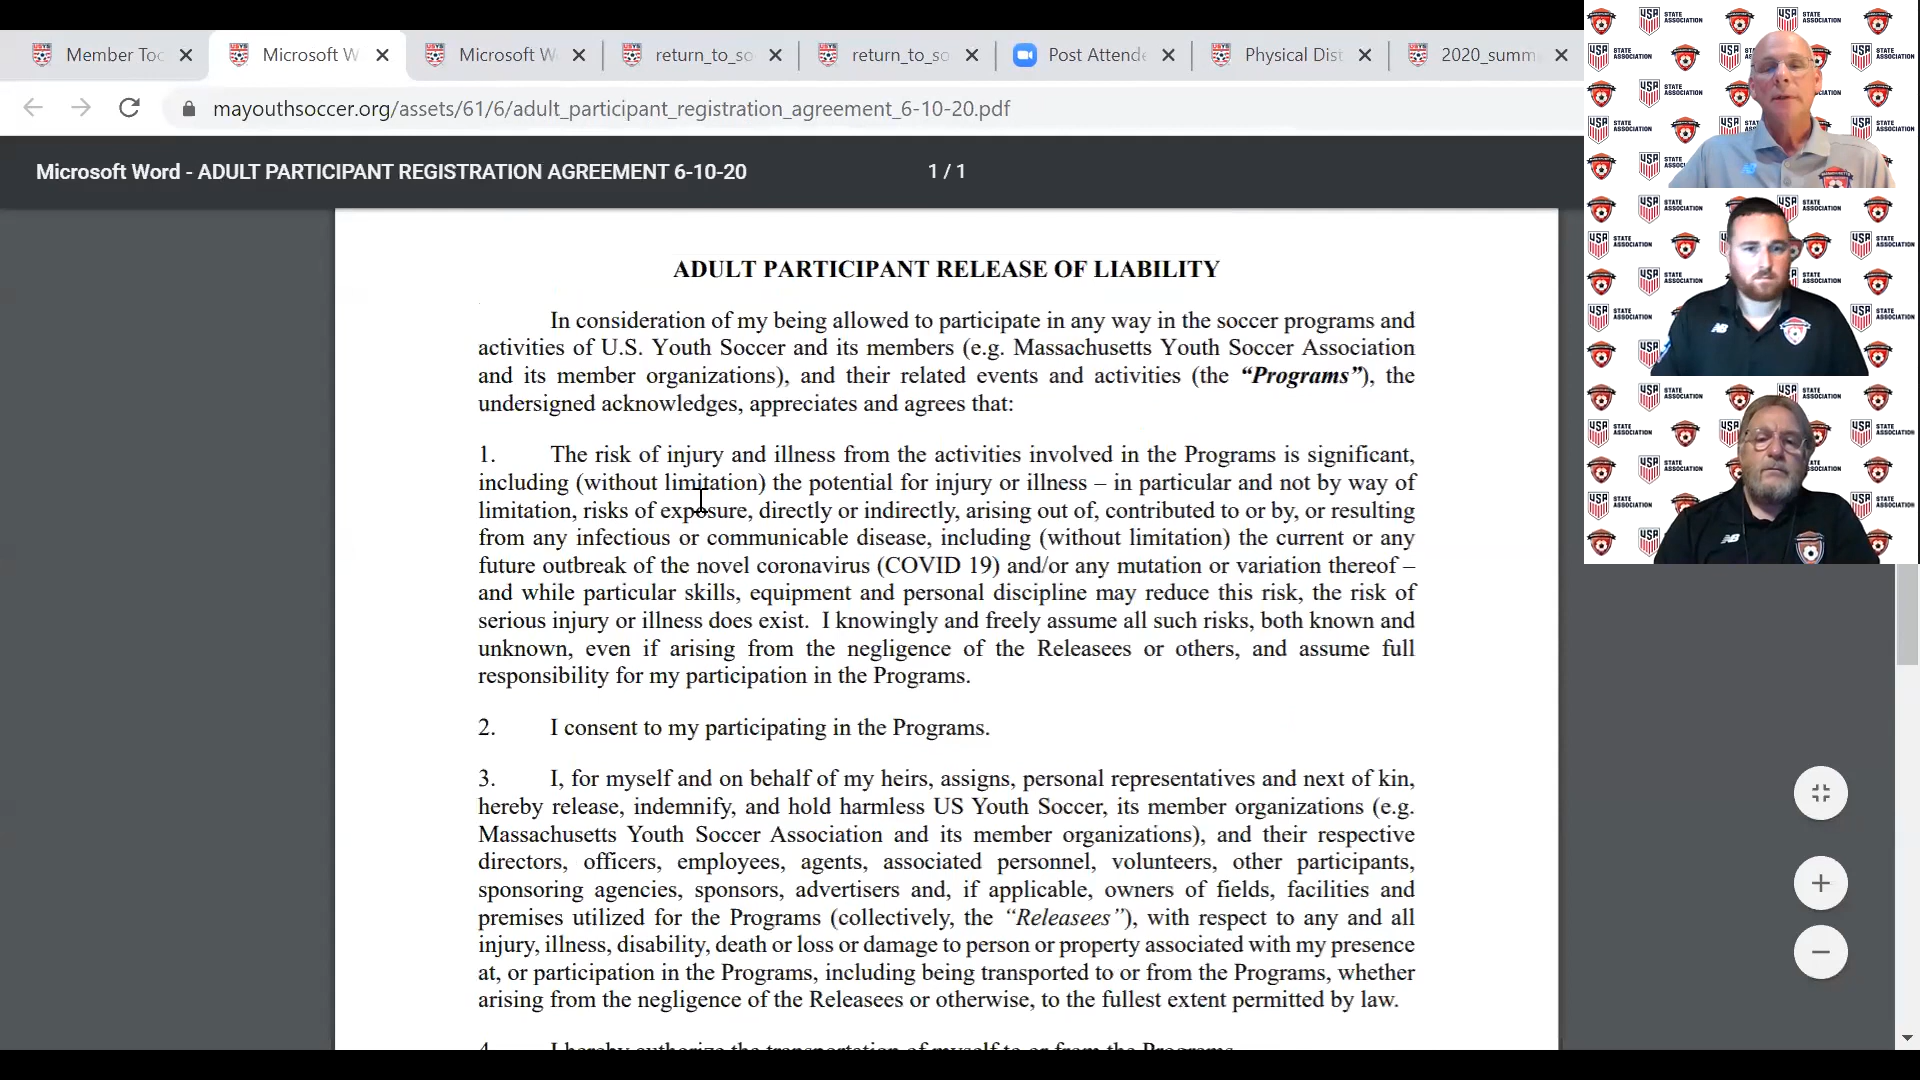 Member Too
Microsoft W
Microsoft W
return_to_so
return_to_so
Post Attende
Physical Dist
2020_summ
mayouthsoccer.org/assets/61/6/adult_participant_registration_agreement_6-10-20.pdf
Microsoft Word - ADULT PARTICIPANT REGISTRATION AGREEMENT 6-10-20
1 / 1
ADULT PARTICIPANT RELEASE OF LIABILITY
In consideration of my being allowed to participate in any way in the soccer programs and
activities of U.S. Youth Soccer and its members (e.g. Massachusetts Youth Soccer Association
and its member organizations), and their related events and activities (the “Programs”), the
undersigned acknowledges, appreciates and agrees that:
1. The risk of injury and illness from the activities involved in the Programs is significant,
including (without limitation) the potential for injury or illness – in particular and not by way of
limitation, risks of exposure, directly or indirectly, arising out of, contributed to or by, or resulting
from any infectious or communicable disease, including (without limitation) the current or any
future outbreak of the novel coronavirus (COVID 19) and/or any mutation or variation thereof –
and while particular skills, equipment and personal discipline may reduce this risk, the risk of
serious injury or illness does exist. I knowingly and freely assume all such risks, both known and
unknown, even if arising from the negligence of the Releasees or others, and assume full
responsibility for my participation in the Programs.
2. I consent to my participating in the Programs.
3. I, for myself and on behalf of my heirs, assigns, personal representatives and next of kin,
hereby release, indemnify, and hold harmless US Youth Soccer, its member organizations (e.g.
Massachusetts Youth Soccer Association and its member organizations), and their respective
directors, officers, employees, agents, associated personnel, volunteers, other participants,
sponsoring agencies, sponsors, advertisers and, if applicable, owners of fields, facilities and
premises utilized for the Programs (collectively, the “Releasees”), with respect to any and all
injury, illness, disability, death or loss or damage to person or property associated with my presence
at, or participation in the Programs, including being transported to or from the Programs, whether
arising from the negligence of the Releasees or otherwise, to the fullest extent permitted by law.
4. I hereby authorize the transportation of myself to or from the Programs.
USA STATE ASSOCIATION